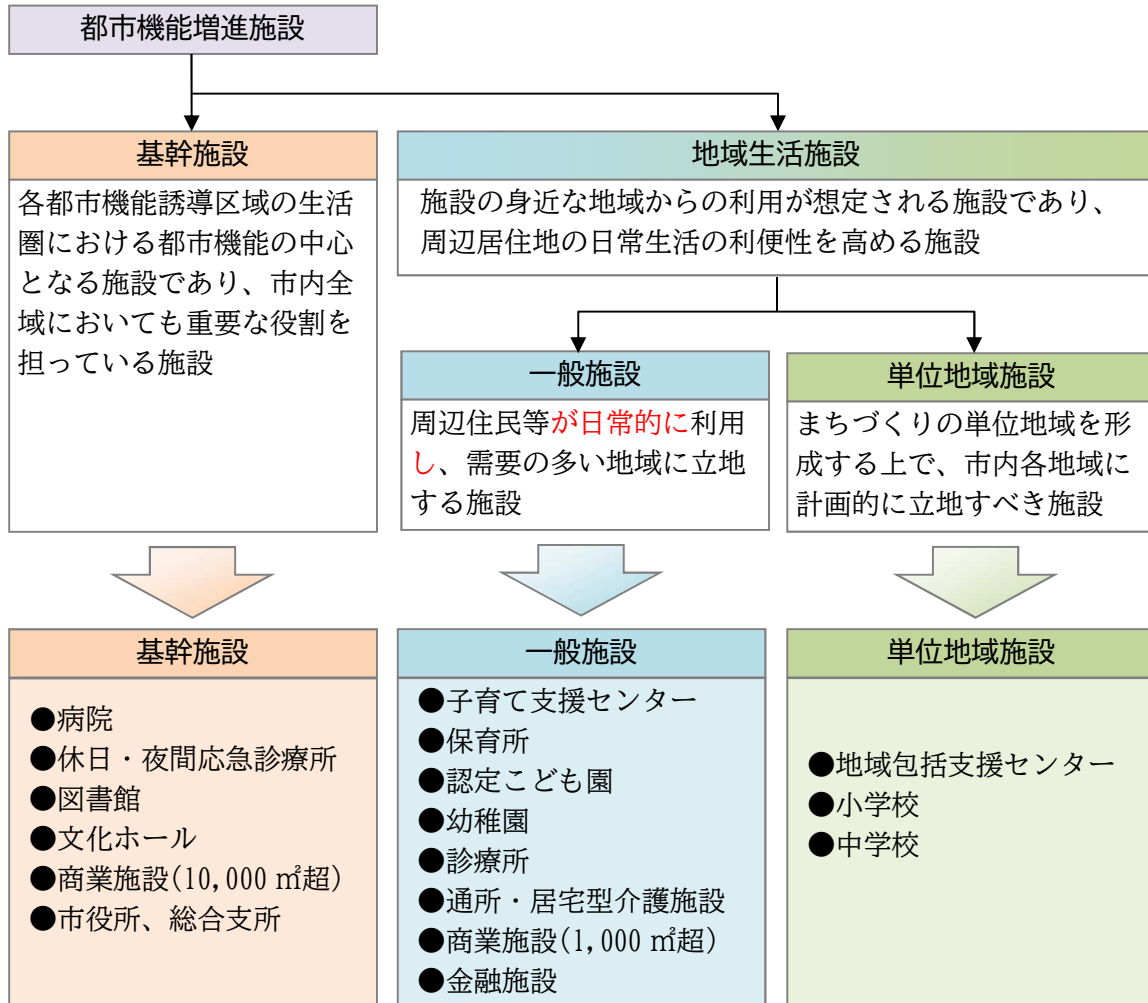 都市機能増進施設
基幹施設
各都市機能誘導区域の生活
圏における都市機能の中心
となる施設であり、市内全
域においても重要な役割を
担っている施設
地域生活施設
施設の身近な地域からの利用が想定される施設であり、
周辺居住地の日常生活の利便性を高める施設
一般施設
周辺住民等が日常的に利用
し、需要の多い地域に立地
する施設
単位地域施設
まちづくりの単位地域を形
成する上で、市内各地域に
計画的に立地すべき施設
基幹施設
●病院
●休日・夜間応急診療所
●図書館
●文化ホール
●商業施設(10,000 ㎡超)
●市役所、総合支所
一般施設
●子育て支援センター
●保育所
●認定こども園
●幼稚園
●診療所
●通所・居宅型介護施設
●商業施設(1,000 ㎡超)
●金融施設
単位地域施設
●地域包括支援センター
●小学校
●中学校